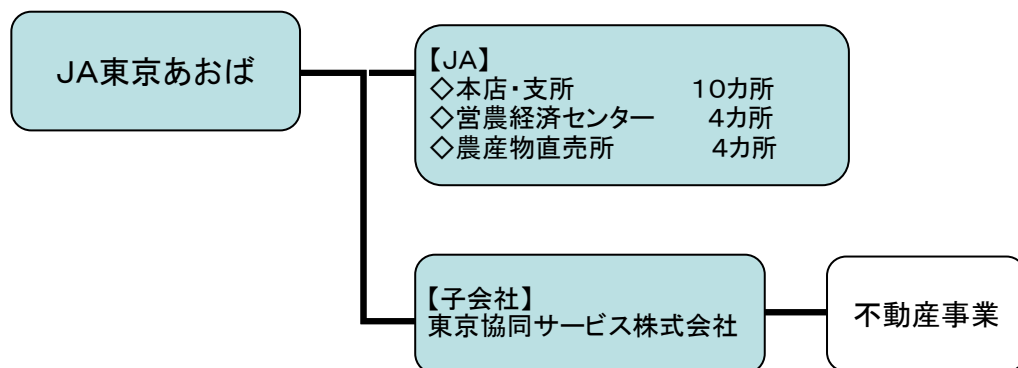 JA東京あおば
【JA】
◇本店・支所 10カ所
◇営農経済センター 4カ所
◇農産物直売所 4カ所
【子会社】
東京協同サービス株式会社
不動産事業